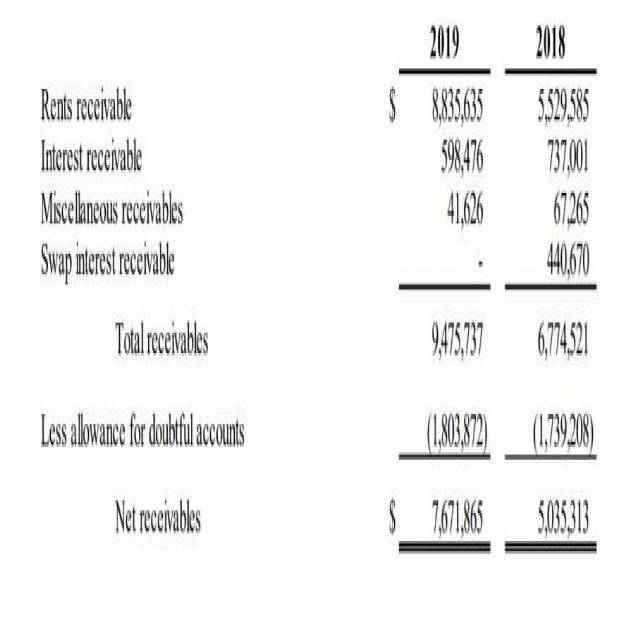 2019 2018
Rents receivable $ 8,835,635 5,529,585
Interest receivable 598,476 737,001
Miscellaneous receivables 41,626 67,265
Swap interest receivable - 440,670
Total receivables 9,475,737 6,774,521
Less allowance for doubtful accounts (1,803,872) (1,739,208)
Net receivables $ 7,671,865 5,035,313